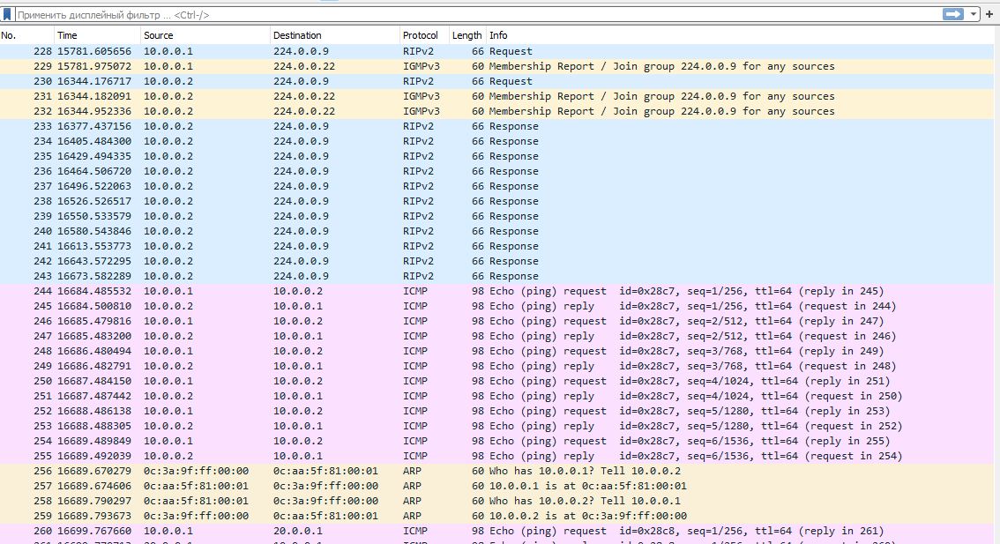 Применить дисплейный фильтр ... <Ctrl-/>
No. Time Source Destination Protocol Length Info
228 15781.605656 10.0.0.1 224.0.0.9 RIPv2 66 Request
229 15781.975072 10.0.0.1 224.0.0.22 IGMPv3 60 Membership Report / Join group 224.0.0.9 for any sources
230 16344.176717 10.0.0.2 224.0.0.9 RIPv2 66 Request
231 16344.182091 10.0.0.2 224.0.0.22 IGMPv3 60 Membership Report / Join group 224.0.0.9 for any sources
232 16344.952336 10.0.0.2 224.0.0.22 IGMPv3 60 Membership Report / Join group 224.0.0.9 for any sources
233 16377.437156 10.0.0.2 224.0.0.9 RIPv2 66 Response
234 16405.484300 10.0.0.2 224.0.0.9 RIPv2 66 Response
235 16429.494335 10.0.0.2 224.0.0.9 RIPv2 66 Response
236 16464.506720 10.0.0.2 224.0.0.9 RIPv2 66 Response
237 16496.522063 10.0.0.2 224.0.0.9 RIPv2 66 Response
238 16526.526517 10.0.0.2 224.0.0.9 RIPv2 66 Response
239 16550.533579 10.0.0.2 224.0.0.9 RIPv2 66 Response
240 16580.543846 10.0.0.2 224.0.0.9 RIPv2 66 Response
241 16613.553773 10.0.0.2 224.0.0.9 RIPv2 66 Response
242 16643.572295 10.0.0.2 224.0.0.9 RIPv2 66 Response
243 16673.582289 10.0.0.2 224.0.0.9 RIPv2 66 Response
244 16684.485532 10.0.0.1 10.0.0.2 ICMP 98 Echo (ping) request id=0x28c7, seq=1/256, ttl=64 (reply in 245)
245 16684.500810 10.0.0.2 10.0.0.1 ICMP 98 Echo (ping) reply id=0x28c7, seq=1/256, ttl=64 (request in 244)
246 16685.479816 10.0.0.1 10.0.0.2 ICMP 98 Echo (ping) request id=0x28c7, seq=2/512, ttl=64 (reply in 247)
247 16685.483200 10.0.0.2 10.0.0.1 ICMP 98 Echo (ping) reply id=0x28c7, seq=2/512, ttl=64 (request in 246)
248 16686.480494 10.0.0.1 10.0.0.2 ICMP 98 Echo (ping) request id=0x28c7, seq=3/768, ttl=64 (reply in 249)
249 16686.482791 10.0.0.2 10.0.0.1 ICMP 98 Echo (ping) reply id=0x28c7, seq=3/768, ttl=64 (request in 248)
250 16687.484150 10.0.0.1 10.0.0.2 ICMP 98 Echo (ping) request id=0x28c7, seq=4/1024, ttl=64 (reply in 251)
251 16687.487442 10.0.0.2 10.0.0.1 ICMP 98 Echo (ping) reply id=0x28c7, seq=4/1024, ttl=64 (request in 250)
252 16688.486138 10.0.0.1 10.0.0.2 ICMP 98 Echo (ping) request id=0x28c7, seq=5/1280, ttl=64 (reply in 253)
253 16688.488305 10.0.0.2 10.0.0.1 ICMP 98 Echo (ping) reply id=0x28c7, seq=5/1280, ttl=64 (request in 252)
254 16689.489849 10.0.0.1 10.0.0.2 ICMP 98 Echo (ping) request id=0x28c7, seq=6/1536, ttl=64 (reply in 255)
255 16689.492039 10.0.0.2 10.0.0.1 ICMP 98 Echo (ping) reply id=0x28c7, seq=6/1536, ttl=64 (request in 254)
256 16689.670279 0c:3a:9f:ff:00:00 0c:aa:5f:81:00:01 ARP 60 Who has 10.0.0.1? Tell 10.0.0.2
257 16689.674606 0c:aa:5f:81:00:01 0c:3a:9f:ff:00:00 ARP 60 10.0.0.1 is at 0c:aa:5f:81:00:01
258 16689.790297 0c:aa:5f:81:00:01 0c:3a:9f:ff:00:00 ARP 60 Who has 10.0.0.2? Tell 10.0.0.1
259 16689.793673 0c:3a:9f:ff:00:00 0c:aa:5f:81:00:01 ARP 60 10.0.0.2 is at 0c:3a:9f:ff:00:00
260 16699.767660 10.0.0.1 20.0.0.1 ICMP 98 Echo (ping) request id=0x28c8, seq=1/256, ttl=64 (reply in 261)